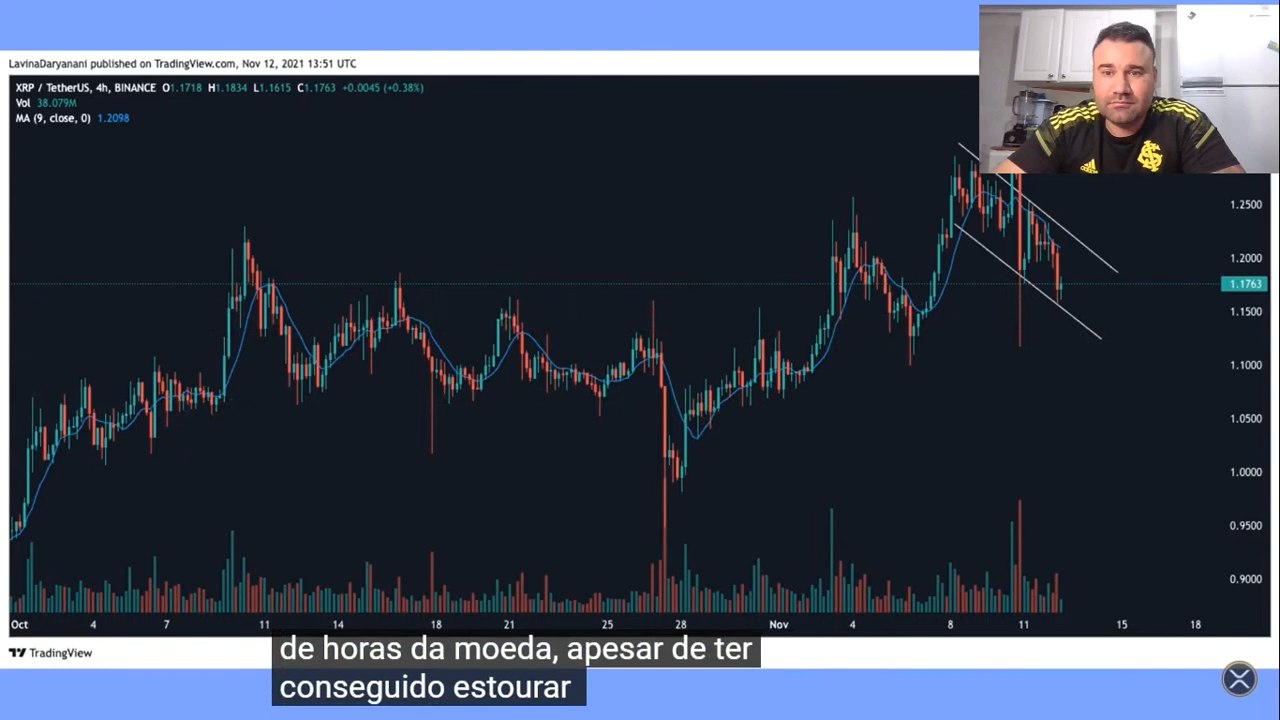 LavinaDaryanani published on TradingView.com, Nov 12, 2021 13:51 UTC
XRP / TetherUS, 4h, BINANCE O1.1718 H1.1834 L1.1615 C1.1763 +0.0045 (+0.38%)
Vol 38.079M
MA (9, close, 0) 1.2098
1.2500
1.2000
1.1763
1.1500
1.1000
1.0500
1.0000
0.9500
0.9000
Oct 4 7 11 14 18 21 25 28 Nov 4 8 11 15 18
TradingView
de horas da moeda, apesar de ter
conseguido estourar